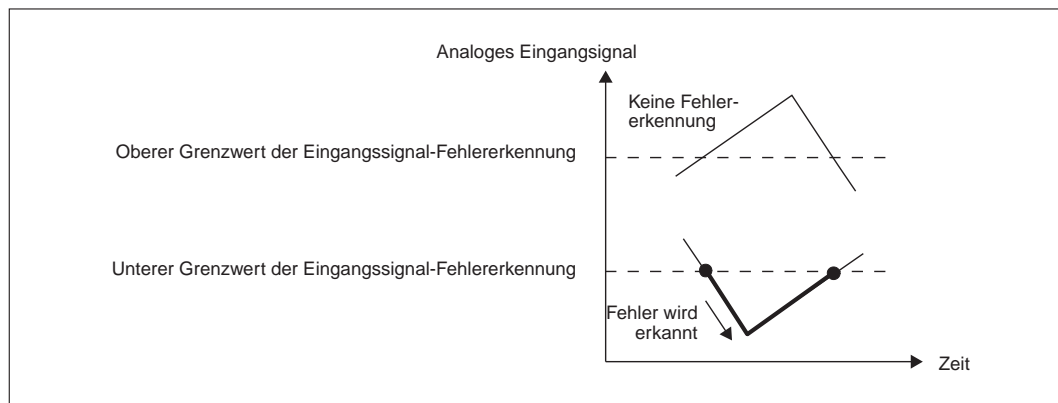 Analoges Eingangsignal
Keine Fehler-
erkennung
Oberer Grenzwert der Eingangssignal-Fehlererkennung
Unterer Grenzwert der Eingangssignal-Fehlererkennung
Fehler wird
erkannt
Zeit